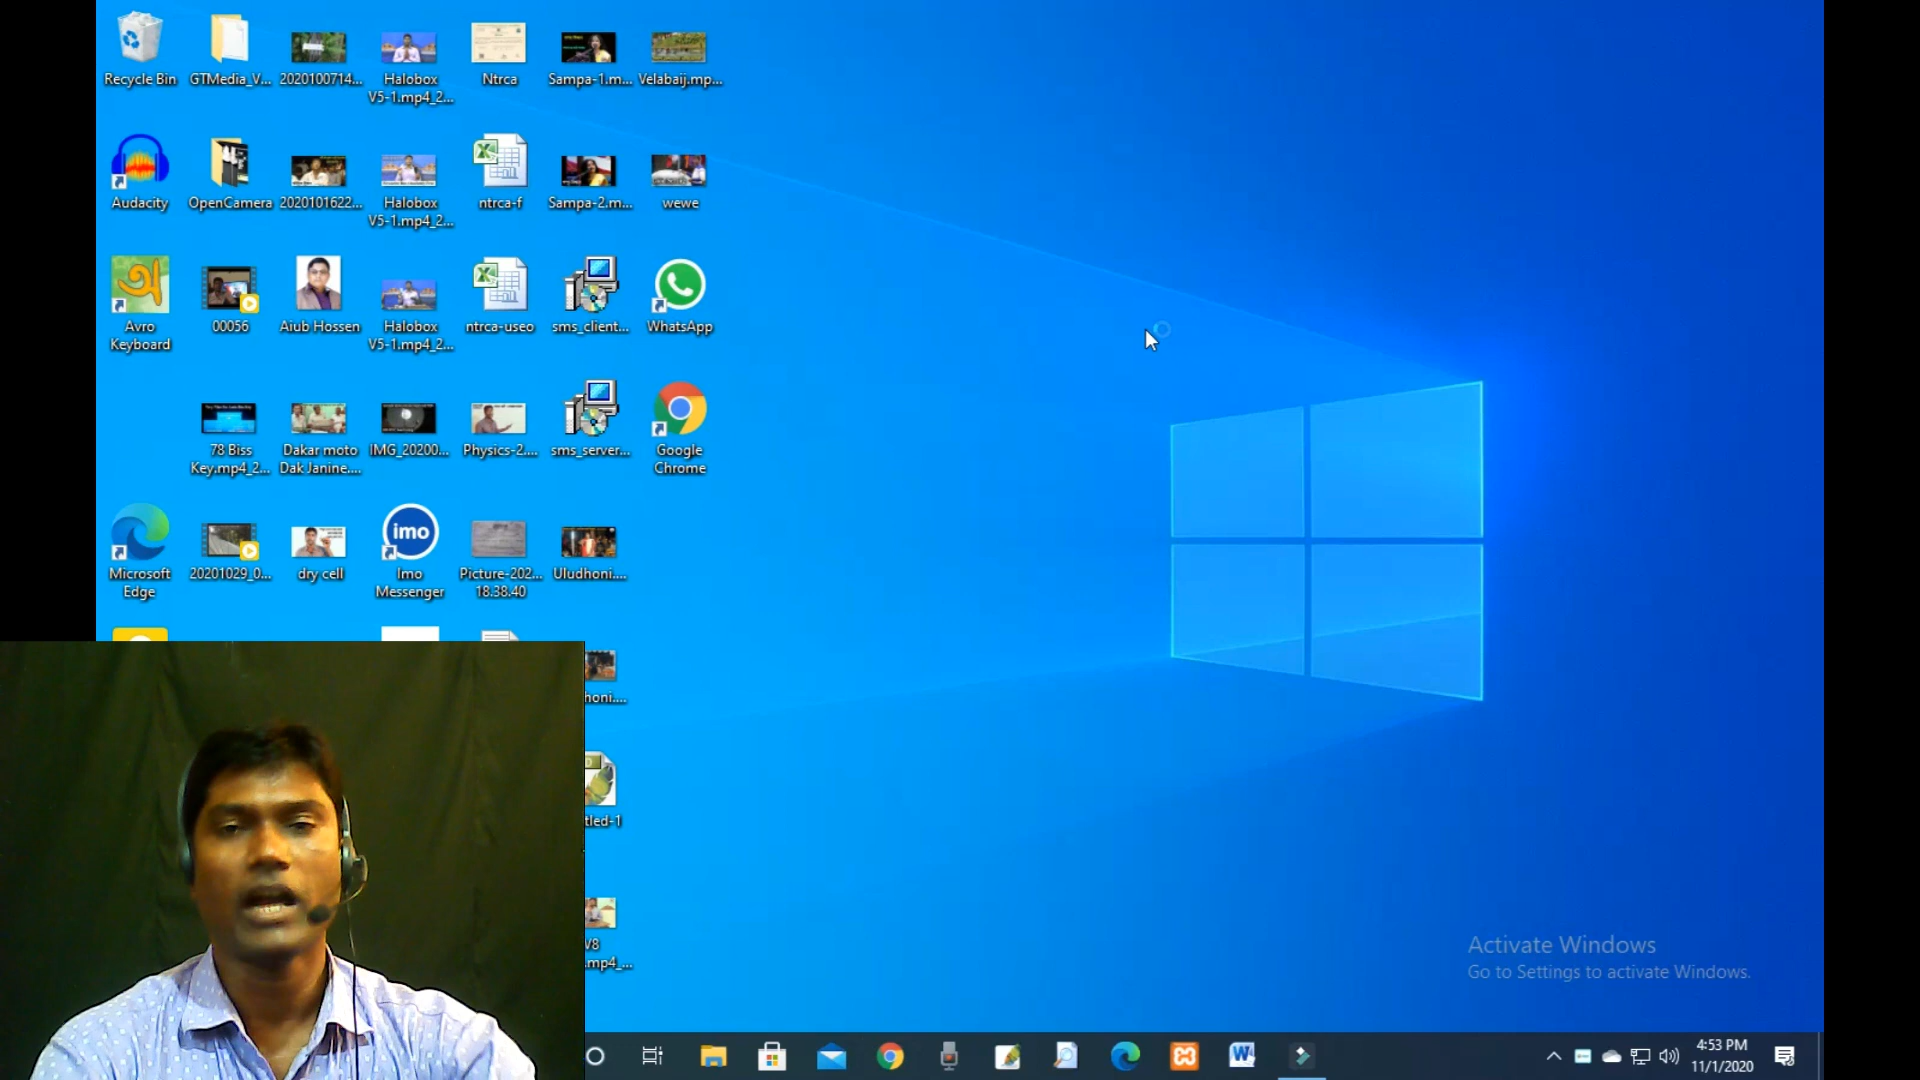 Recycle Bin
GTMedia_V...
2020100714...
Halobox
V5-1.mp4_2...
Ntrca
Sampa-1.m...
Velabaij.mp...
Audacity
OpenCamera
2020101622...
Halobox
V5-1.mp4_2...
ntrca-f
Sampa-2.m...
wewe
অ
Avro
Keyboard
00056
Aiub Hossen
Halobox
V5-1.mp4_2...
ntrca-useo
sms_client...
WhatsApp
78 Biss
Key.mp4_2...
Dakar moto
Dak Janine....
IMG_20200...
Physics-2....
sms_server...
Google
Chrome
Microsoft
Edge
20201029_0...
dry cell
imo
Imo
Messenger
Picture-202...
18.38.40
Uludhoni....
honi....
tled-1
V8
.mp4_...
Activate Windows
Go to Settings to activate Windows.
4:53 PM
11/1/2020